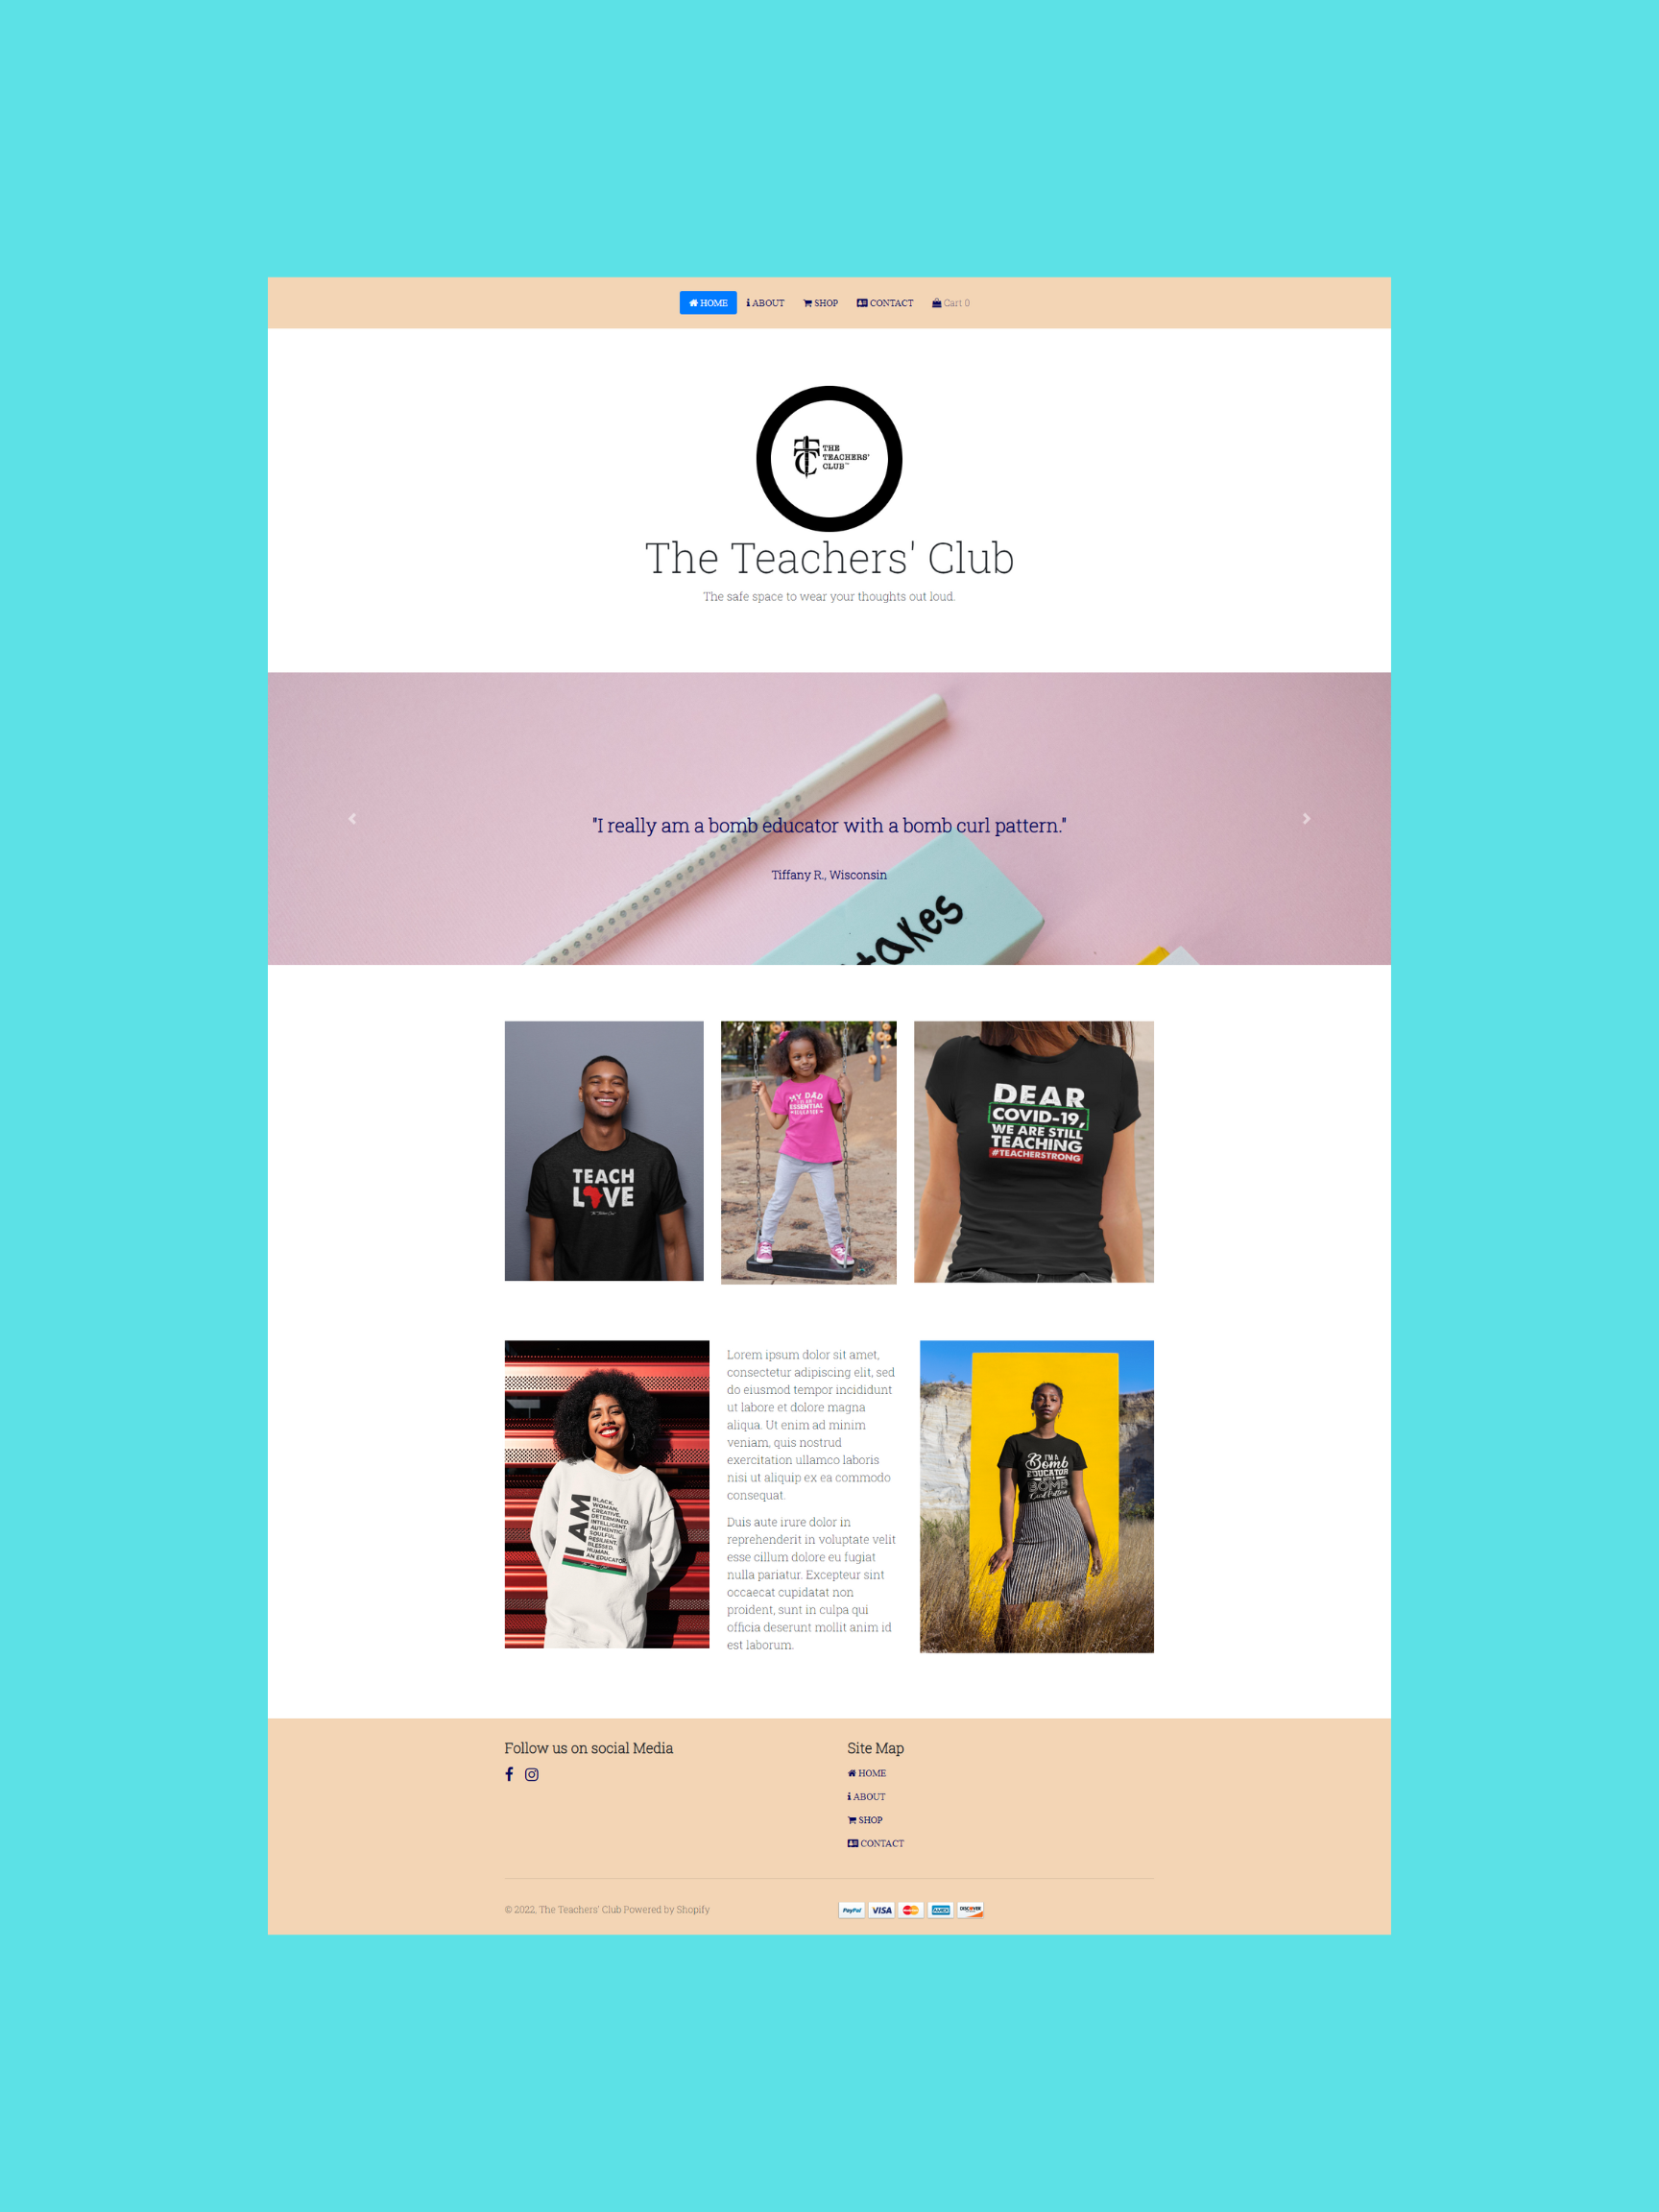 HOME ABOUT SHOP CONTACT Cart 0
THE
TEACHERS'
CLUB™
The Teachers' Club
The safe space to wear your thoughts out loud.
"I really am a bomb educator with a bomb curl pattern."
Tiffany R., Wisconsin
takes
TEACH
LOVE
MY DAD
ESSENTIAL
DEAR
COVID-19,
WE ARE STILL
TEACHING
#TEACHERSTRONG
I AM
BLACK,
WOMAN,
CREATIVE,
DETERMINED,
INTELLIGENT,
AUTHENTIC,
SOULFUL,
RESILIENT,
BLESSED,
HUMAN,
AN EDUCATOR.
Lorem ipsum dolor sit amet,
consectetur adipiscing elit, sed
do eiusmod tempor incididunt
ut labore et dolore magna
aliqua. Ut enim ad minim
veniam, quis nostrud
exercitation ullamco laboris
nisi ut aliquip ex ea commodo
consequat.
Duis aute irure dolor in
reprehenderit in voluptate velit
esse cillum dolore eu fugiat
nulla pariatur. Excepteur sint
occaecat cupidatat non
proident, sunt in culpa qui
officia deserunt mollit anim id
est laborum.
I'M A
Bomb
EDUCATOR
BOMB
Curl Pattern
Follow us on social Media
Site Map
HOME
ABOUT
SHOP
CONTACT
© 2022, The Teachers' Club Powered by Shopify
PayPal VISA AMEX DISCOVER